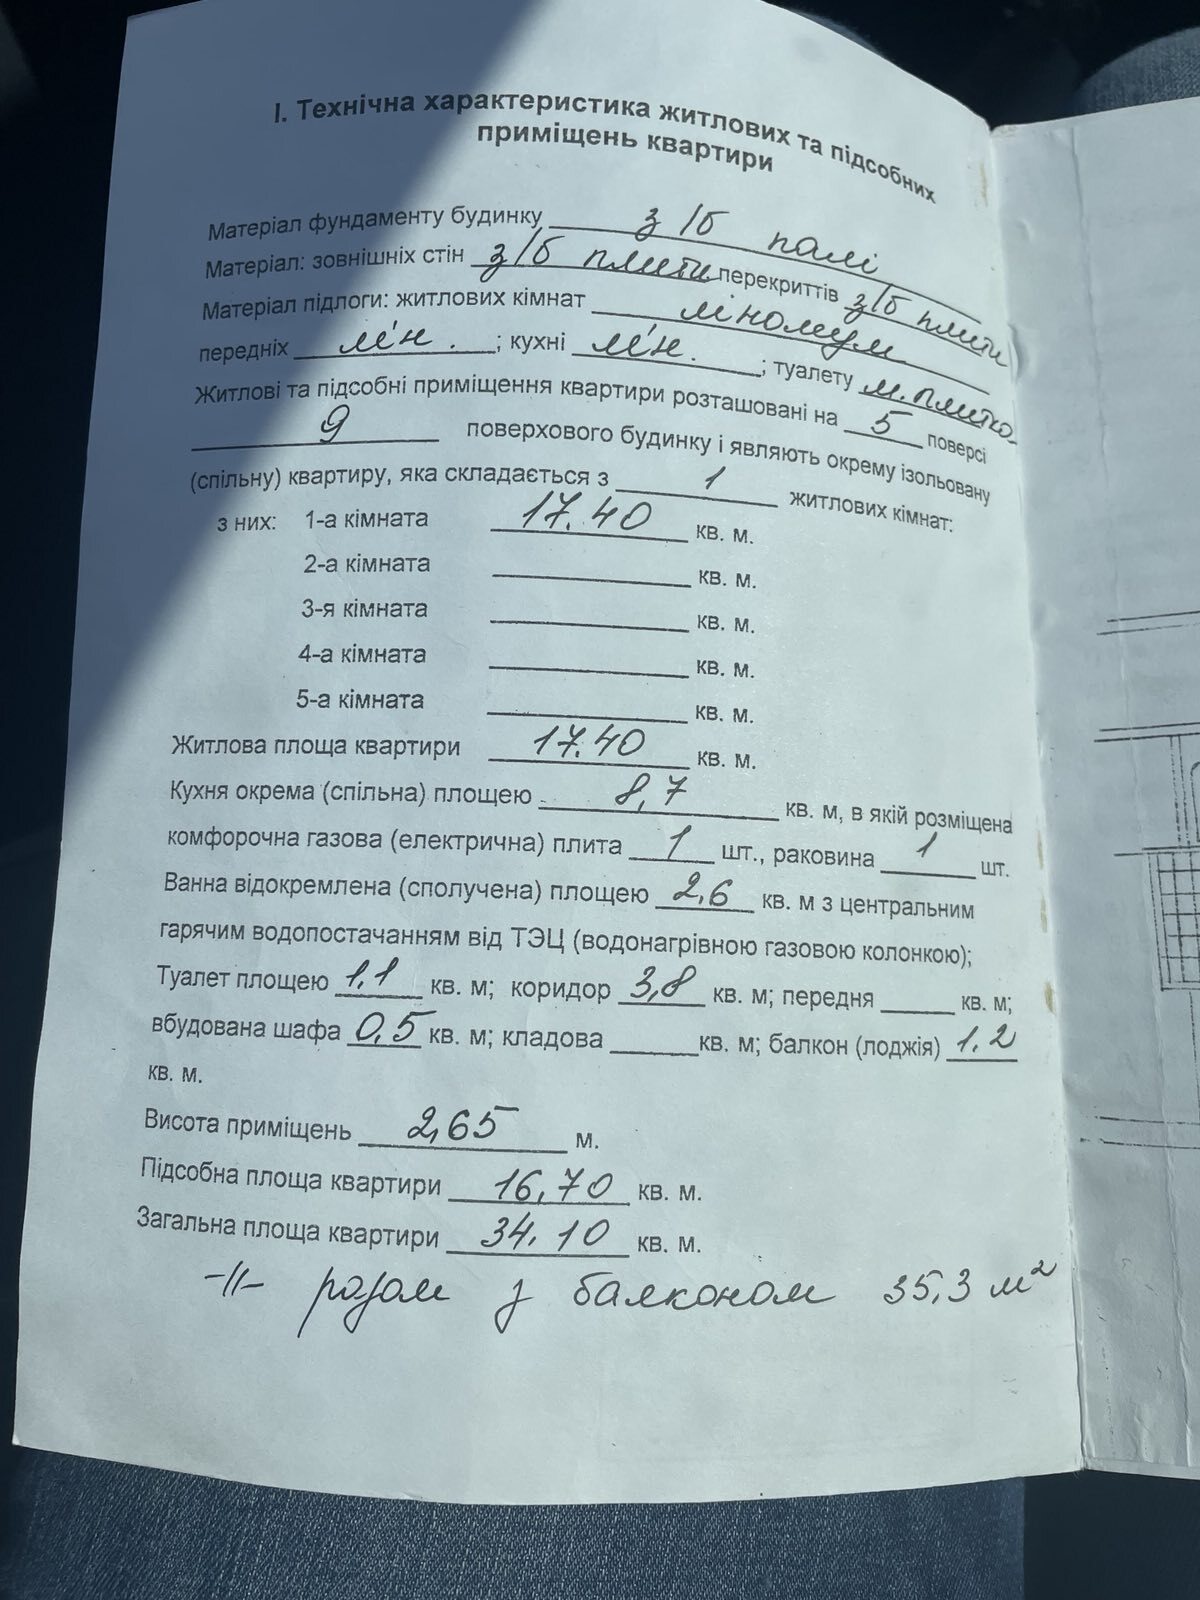 І. Технічна характеристика житлових та підсобних
приміщень квартири
Матеріал фундаменту будинку з/б палі
Матеріал: зовнішніх стін з/б плити перекриттів з/б плити
Матеріал підлоги: житлових кімнат лінолиум
передніх лін. ; кухні лін. ; туалету м.плитка
Житлові та підсобні приміщення квартири розташовані на 5 поверсі
9 поверхового будинку і являють окрему ізольовану
(спільну) квартиру, яка складається з 1 житлових кімнат:
з них: 1-а кімната 17.40 кв. м.
2-а кімната ______ кв. м.
3-я кімната ______ кв. м.
4-а кімната ______ кв. м.
5-а кімната ______ кв. м.
Житлова площа квартири 17.40 кв. м.
Кухня окрема (спільна) площею 8,7 кв. м, в якій розміщена
комфорочна газова (електрична) плита 1 шт., раковина 1 шт.
Ванна відокремлена (сполучена) площею 2,6 кв. м з центральним
гарячим водопостачанням від ТЭЦ (водонагрівною газовою колонкою);
Туалет площею 1,1 кв. м; коридор 3,8 кв. м; передня ____ кв. м;
вбудована шафа 0,5 кв. м; кладова ____ кв. м; балкон (лоджія) 1.2
кв. м.
Висота приміщень 2,65 м.
Підсобна площа квартири 16,70 кв. м.
Загальна площа квартири 34.10 кв. м.
-//- разом з балконом 35,3 м²